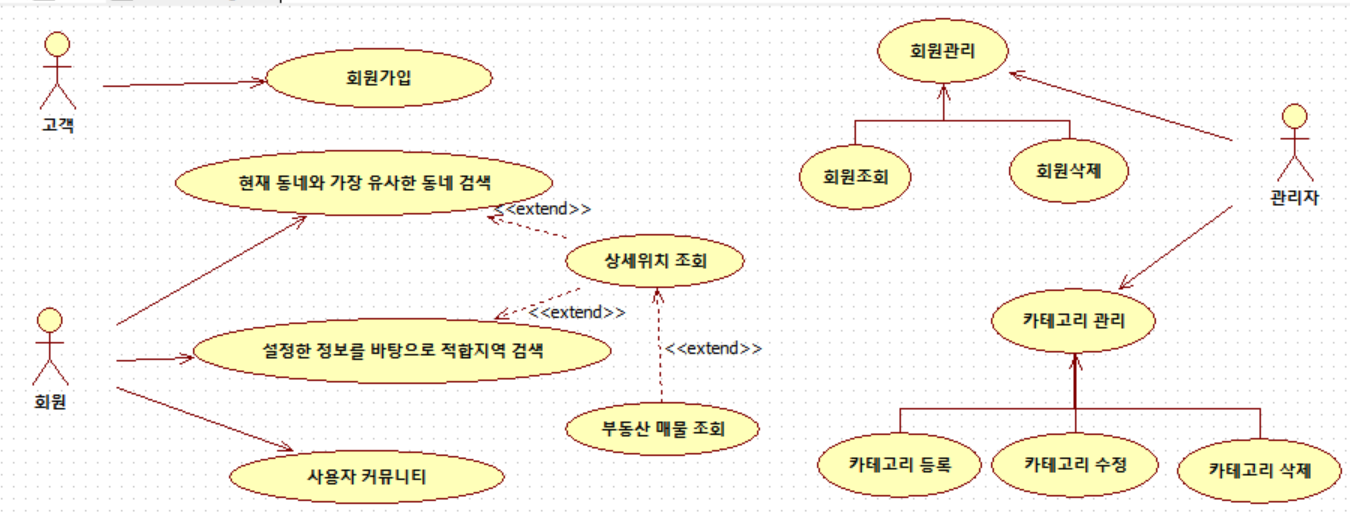 고객
회원가입
현재 동네와 가장 유사한 동네 검색
<<extend>>
상세위치 조회
<<extend>>
회원
설정한 정보를 바탕으로 적합지역 검색
<<extend>>
부동산 매물 조회
사용자 커뮤니티
회원관리
회원조회
회원삭제
관리자
카테고리 관리
카테고리 등록
카테고리 수정
카테고리 삭제